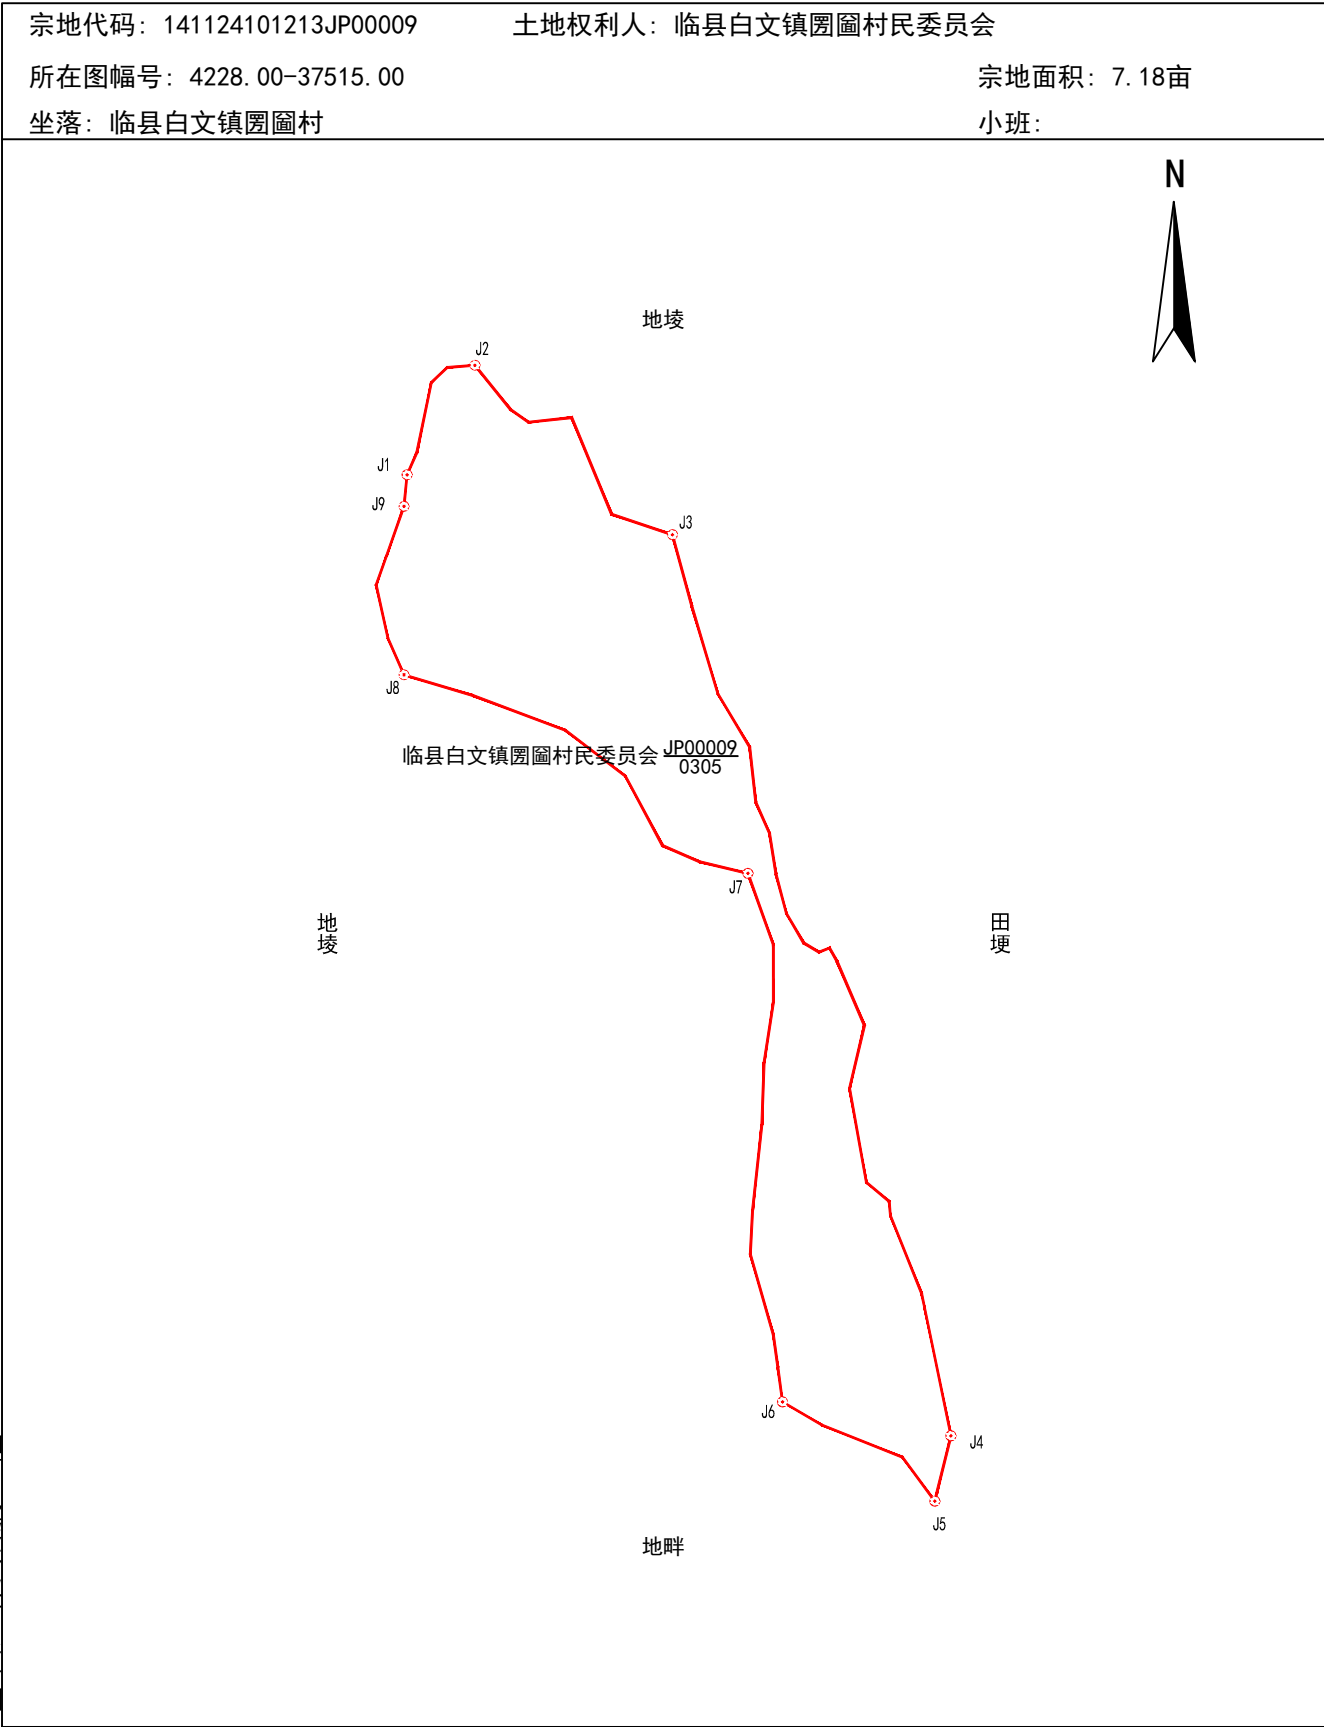 宗地代码: 141124101213JP00009 土地权利人: 临县白文镇圐圙村民委员会
所在图幅号: 4228.00-37515.00 宗地面积: 7.18亩
坐落: 临县白文镇圐圙村 小班:
N
地堎
J2
J1
J9
J3
J8
临县白文镇圐圙村民委员会 JP00009
0305
J7
地堎
田埂
J6
J4
J5
地畔